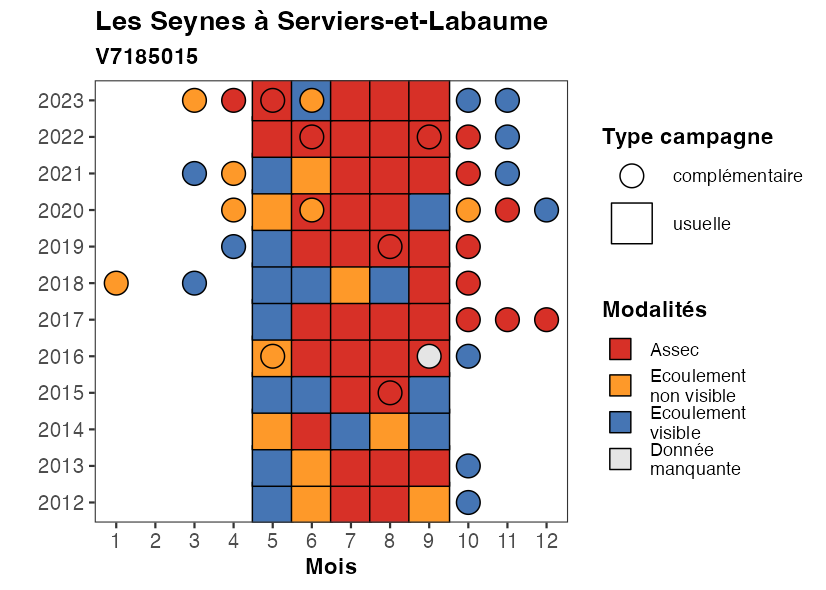 Les Seynes à Serviers-et-Labaume
V7185015
2023
2022
2021
2020
2019
2018
2017
2016
2015
2014
2013
2012
1 2 3 4 5 6 7 8 9 10 11 12
Mois
Type campagne
complémentaire
usuelle
Modalités
Assec
Ecoulement
non visible
Ecoulement
visible
Donnée
manquante